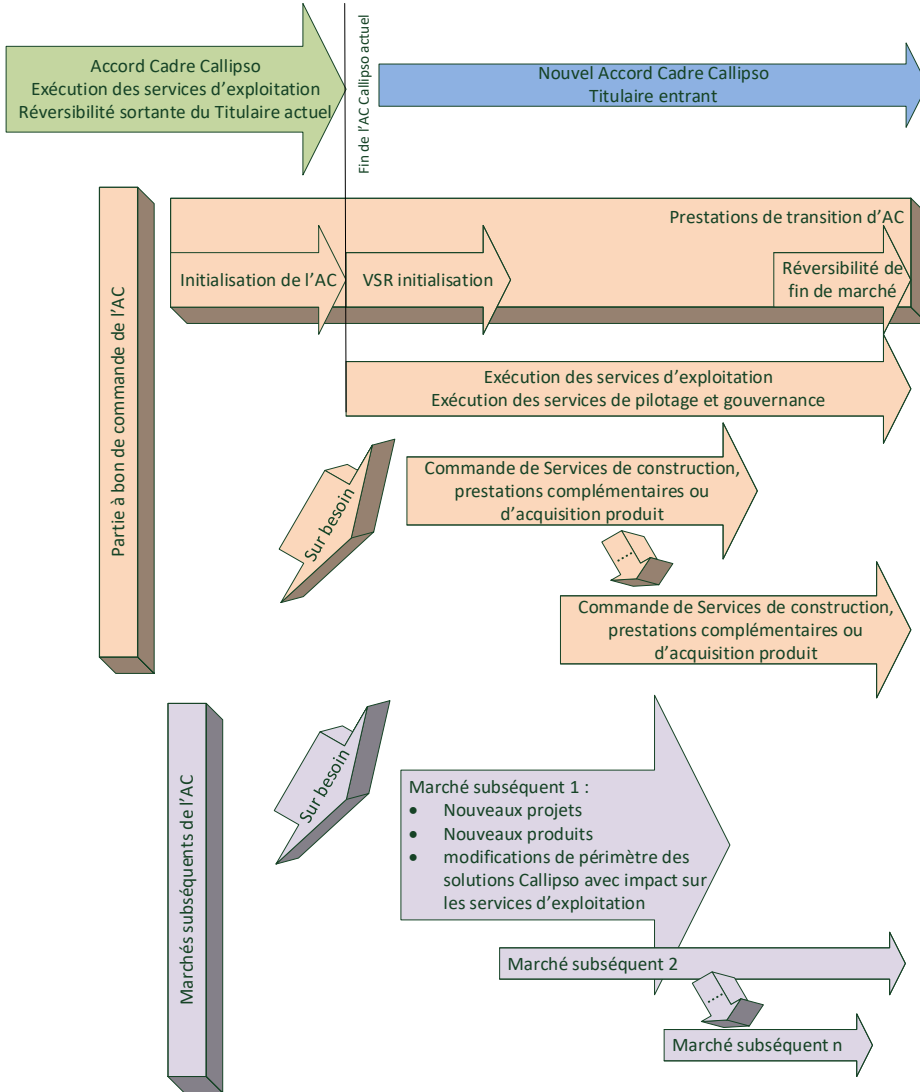 Accord Cadre Callipso
Exécution des services d'exploitation
Réversibilité sortante du Titulaire actuel
Fin de l'AC Callipso actuel
Nouvel Accord Cadre Callipso
Titulaire entrant
Partie à bon de commande de l'AC
Prestations de transition d'AC
Initialisation de l'AC
VSR initialisation
Réversibilité de
fin de marché
Exécution des services d'exploitation
Exécution des services de pilotage et gouvernance
Sur besoin
Commande de Services de construction,
prestations complémentaires ou
d'acquisition produit
......
Commande de Services de construction,
prestations complémentaires ou
d'acquisition produit
Marchés subséquents de l'AC
Sur besoin
Marché subséquent 1 :
• Nouveaux projets
• Nouveaux produits
• modifications de périmètre des
solutions Callipso avec impact sur
les services d'exploitation
Marché subséquent 2
......
Marché subséquent n